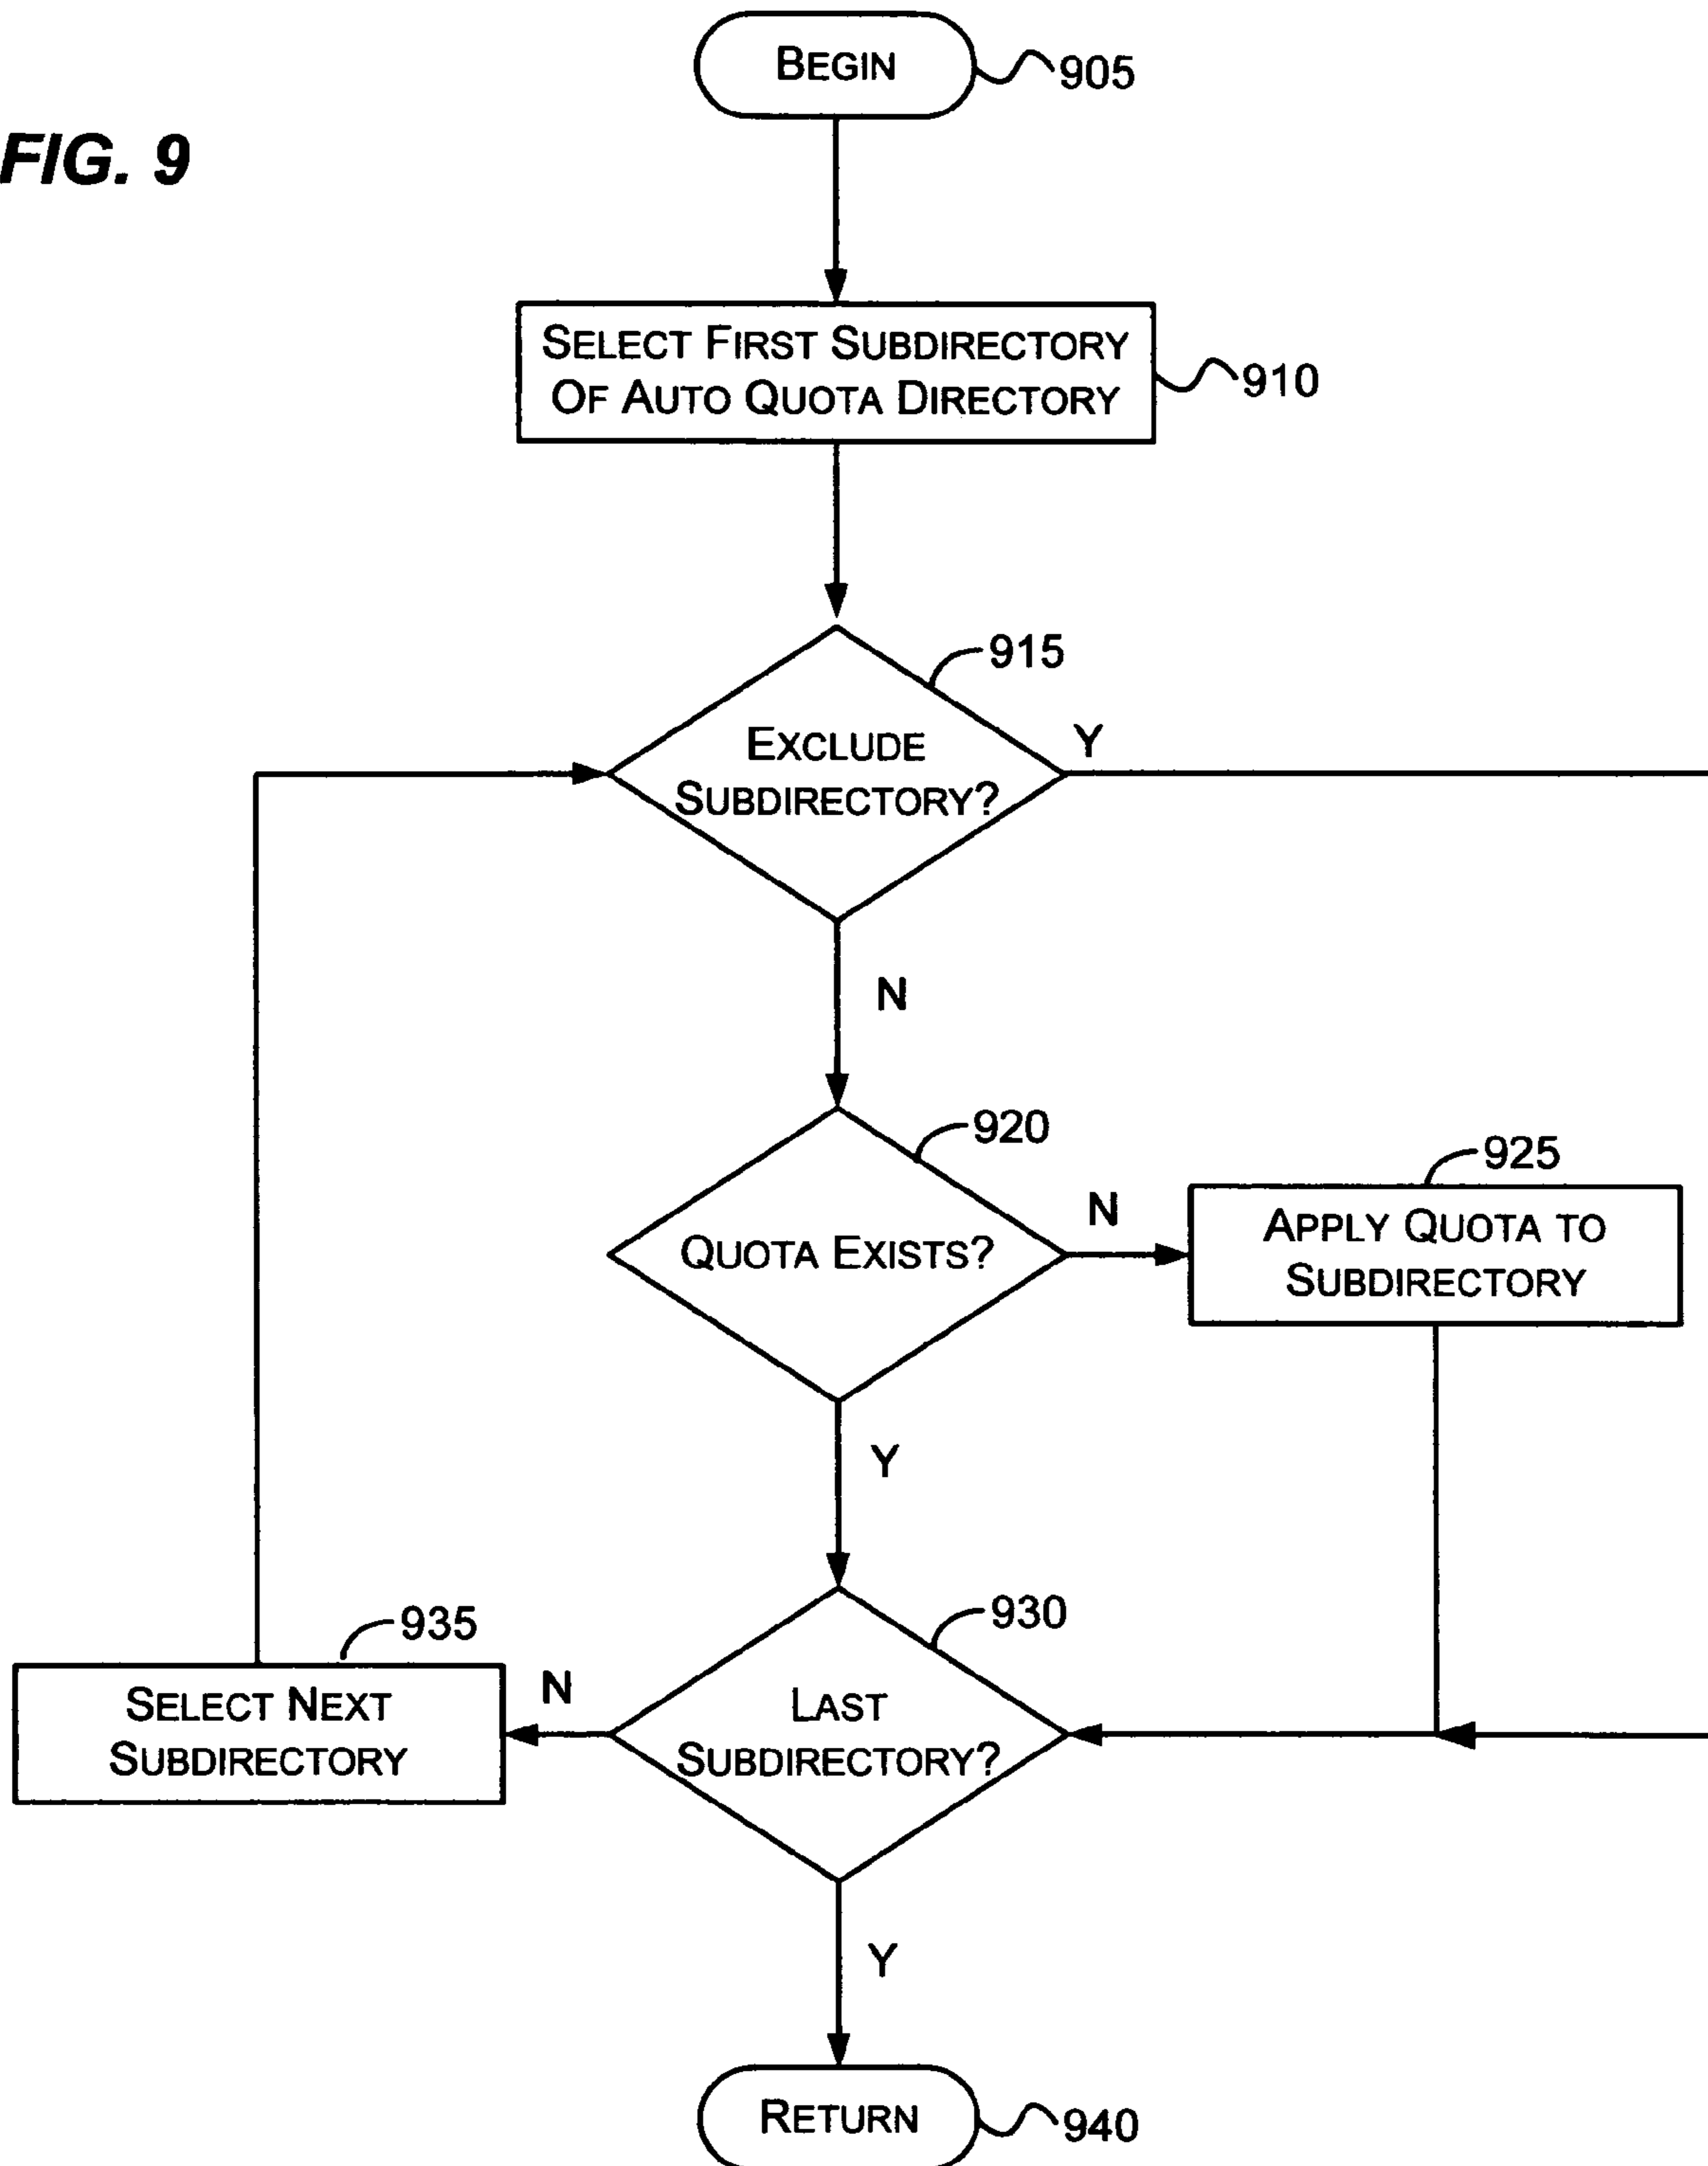 BEGIN
905
FIG. 9
SELECT FIRST SUBDIRECTORY
OF AUTO QUOTA DIRECTORY
910
915
EXCLUDE
SUBDIRECTORY?
Y
N
920
QUOTA EXISTS?
N
925
APPLY QUOTA TO
SUBDIRECTORY
Y
930
LAST
SUBDIRECTORY?
N
935
SELECT NEXT
SUBDIRECTORY
Y
RETURN
940